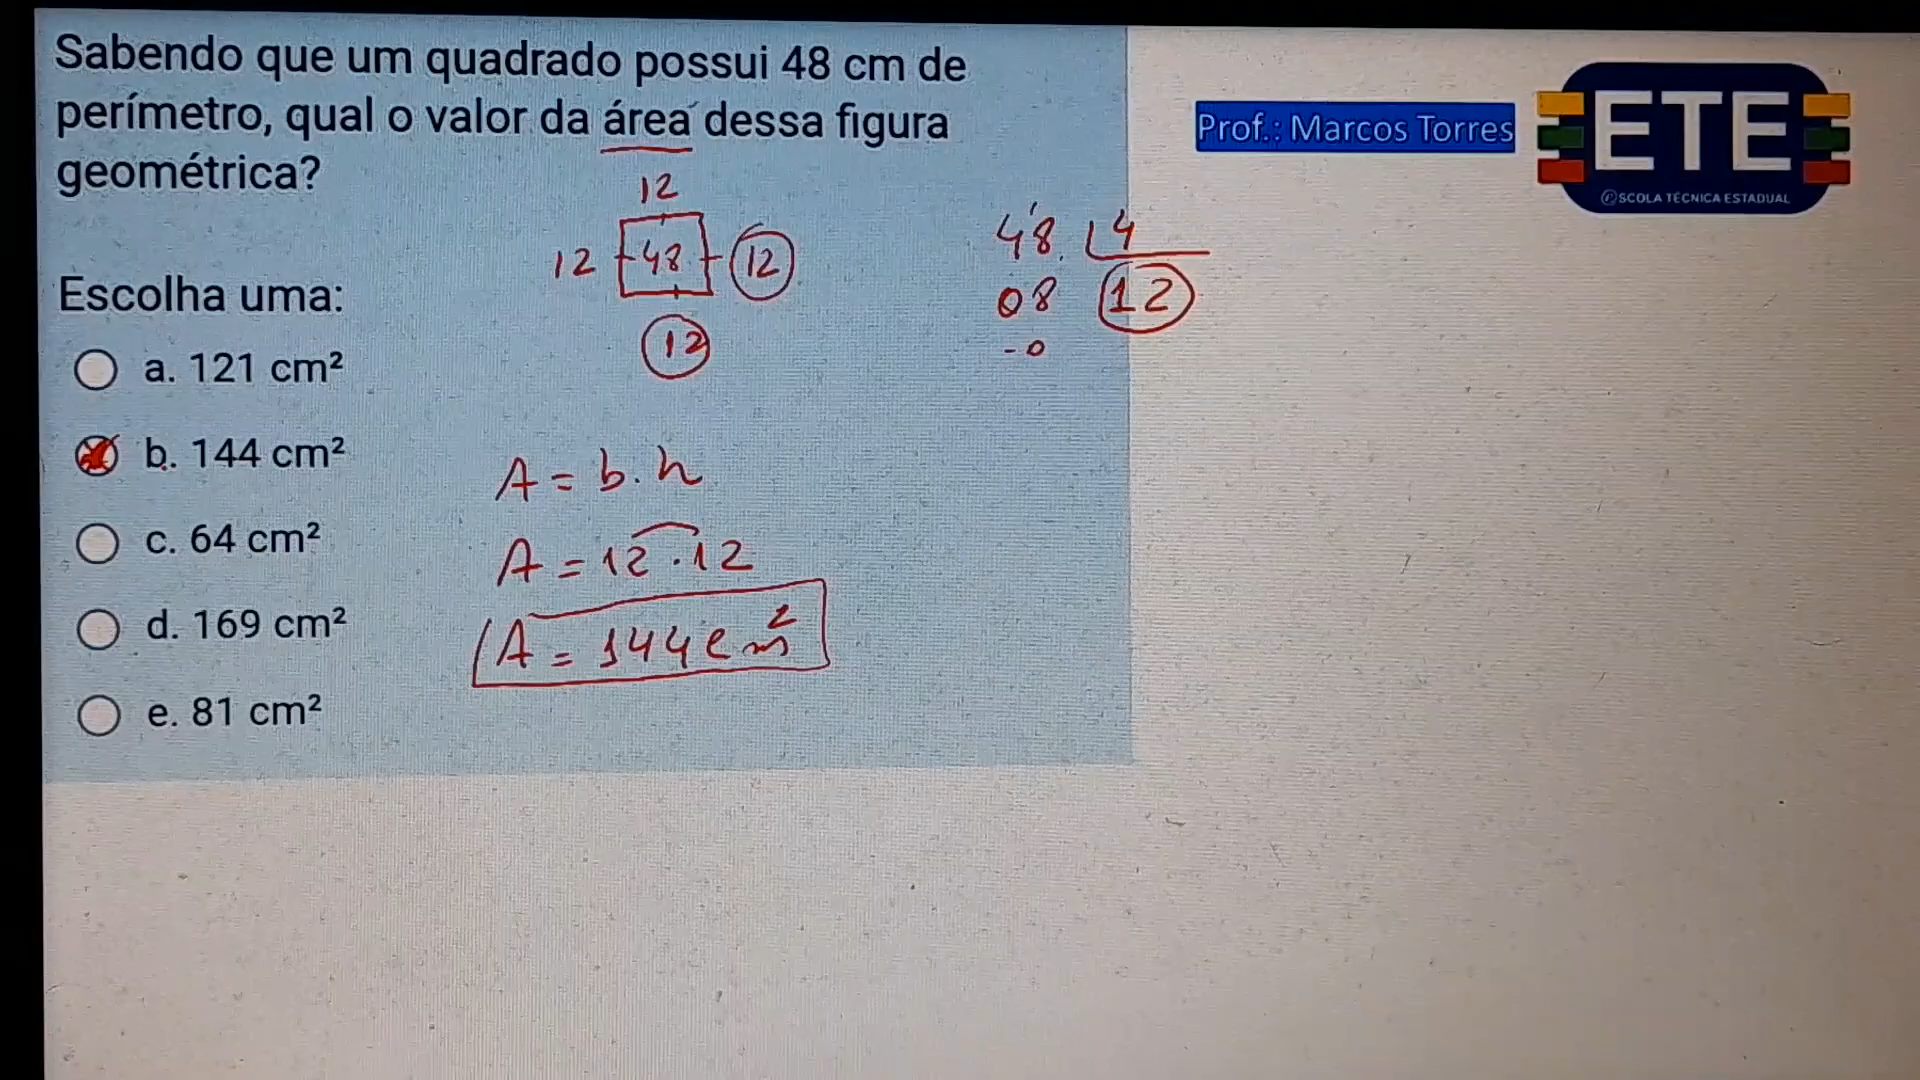 Sabendo que um quadrado possui 48 cm de
perímetro, qual o valor da área dessa figura
geométrica?
Escolha uma:
a. 121 cm²
b. 144 cm²
c. 64 cm²
d. 169 cm²
e. 81 cm²
12
12 48 12
12
48 4
08 12
-0
A = b.h
A = 12.12
A = 144cm²
Prof.: Marcos Torres
ETE
ESCOLA TÉCNICA ESTADUAL